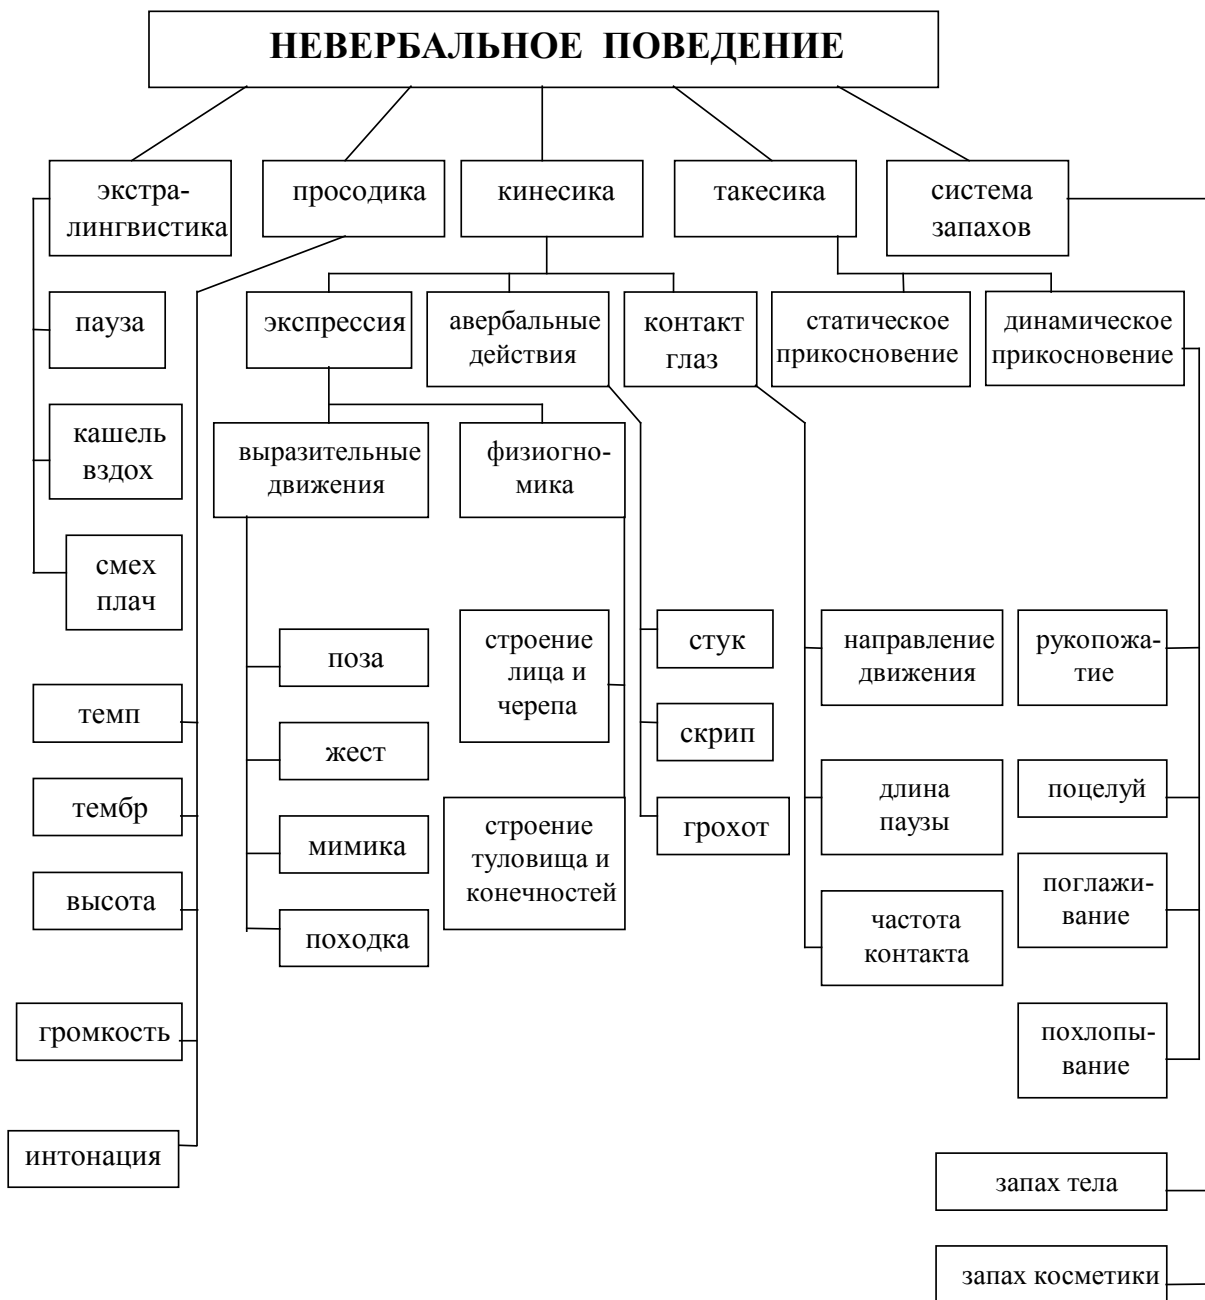 НЕВЕРБАЛЬНОЕ ПОВЕДЕНИЕ
экстра-
лингвистика
просодика
кинесика
такесика
система
запахов
пауза
кашель
вздох
смех
плач
экспрессия
авербальные
действия
контакт
глаз
статическое
прикосновение
динамическое
прикосновение
выразительные
движения
физиогно-
мика
поза
жест
мимика
походка
строение
лица и
черепа
строение
туловища и
конечностей
стук
скрип
грохот
направление
движения
длина
паузы
частота
контакта
рукопожа-
тие
поцелуй
поглажи-
вание
похлопы-
вание
темп
тембр
высота
громкость
интонация
запах тела
запах косметики